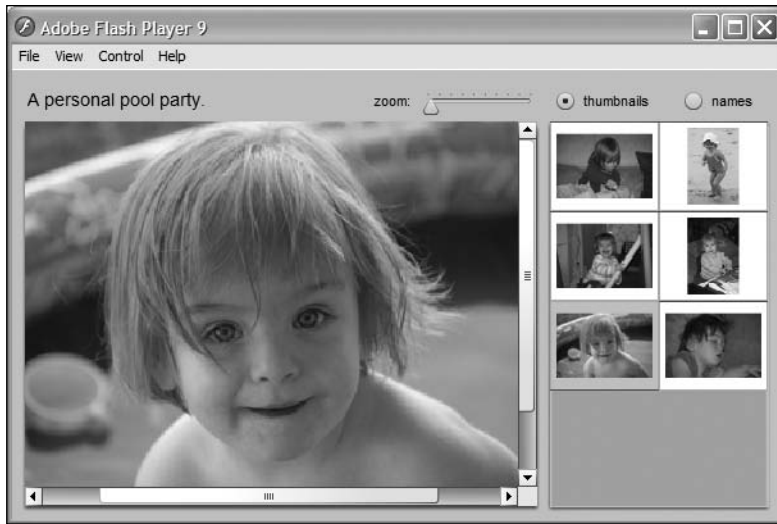 Adobe Flash Player 9
File View Control Help
A personal pool party.
zoom:
thumbnails
names